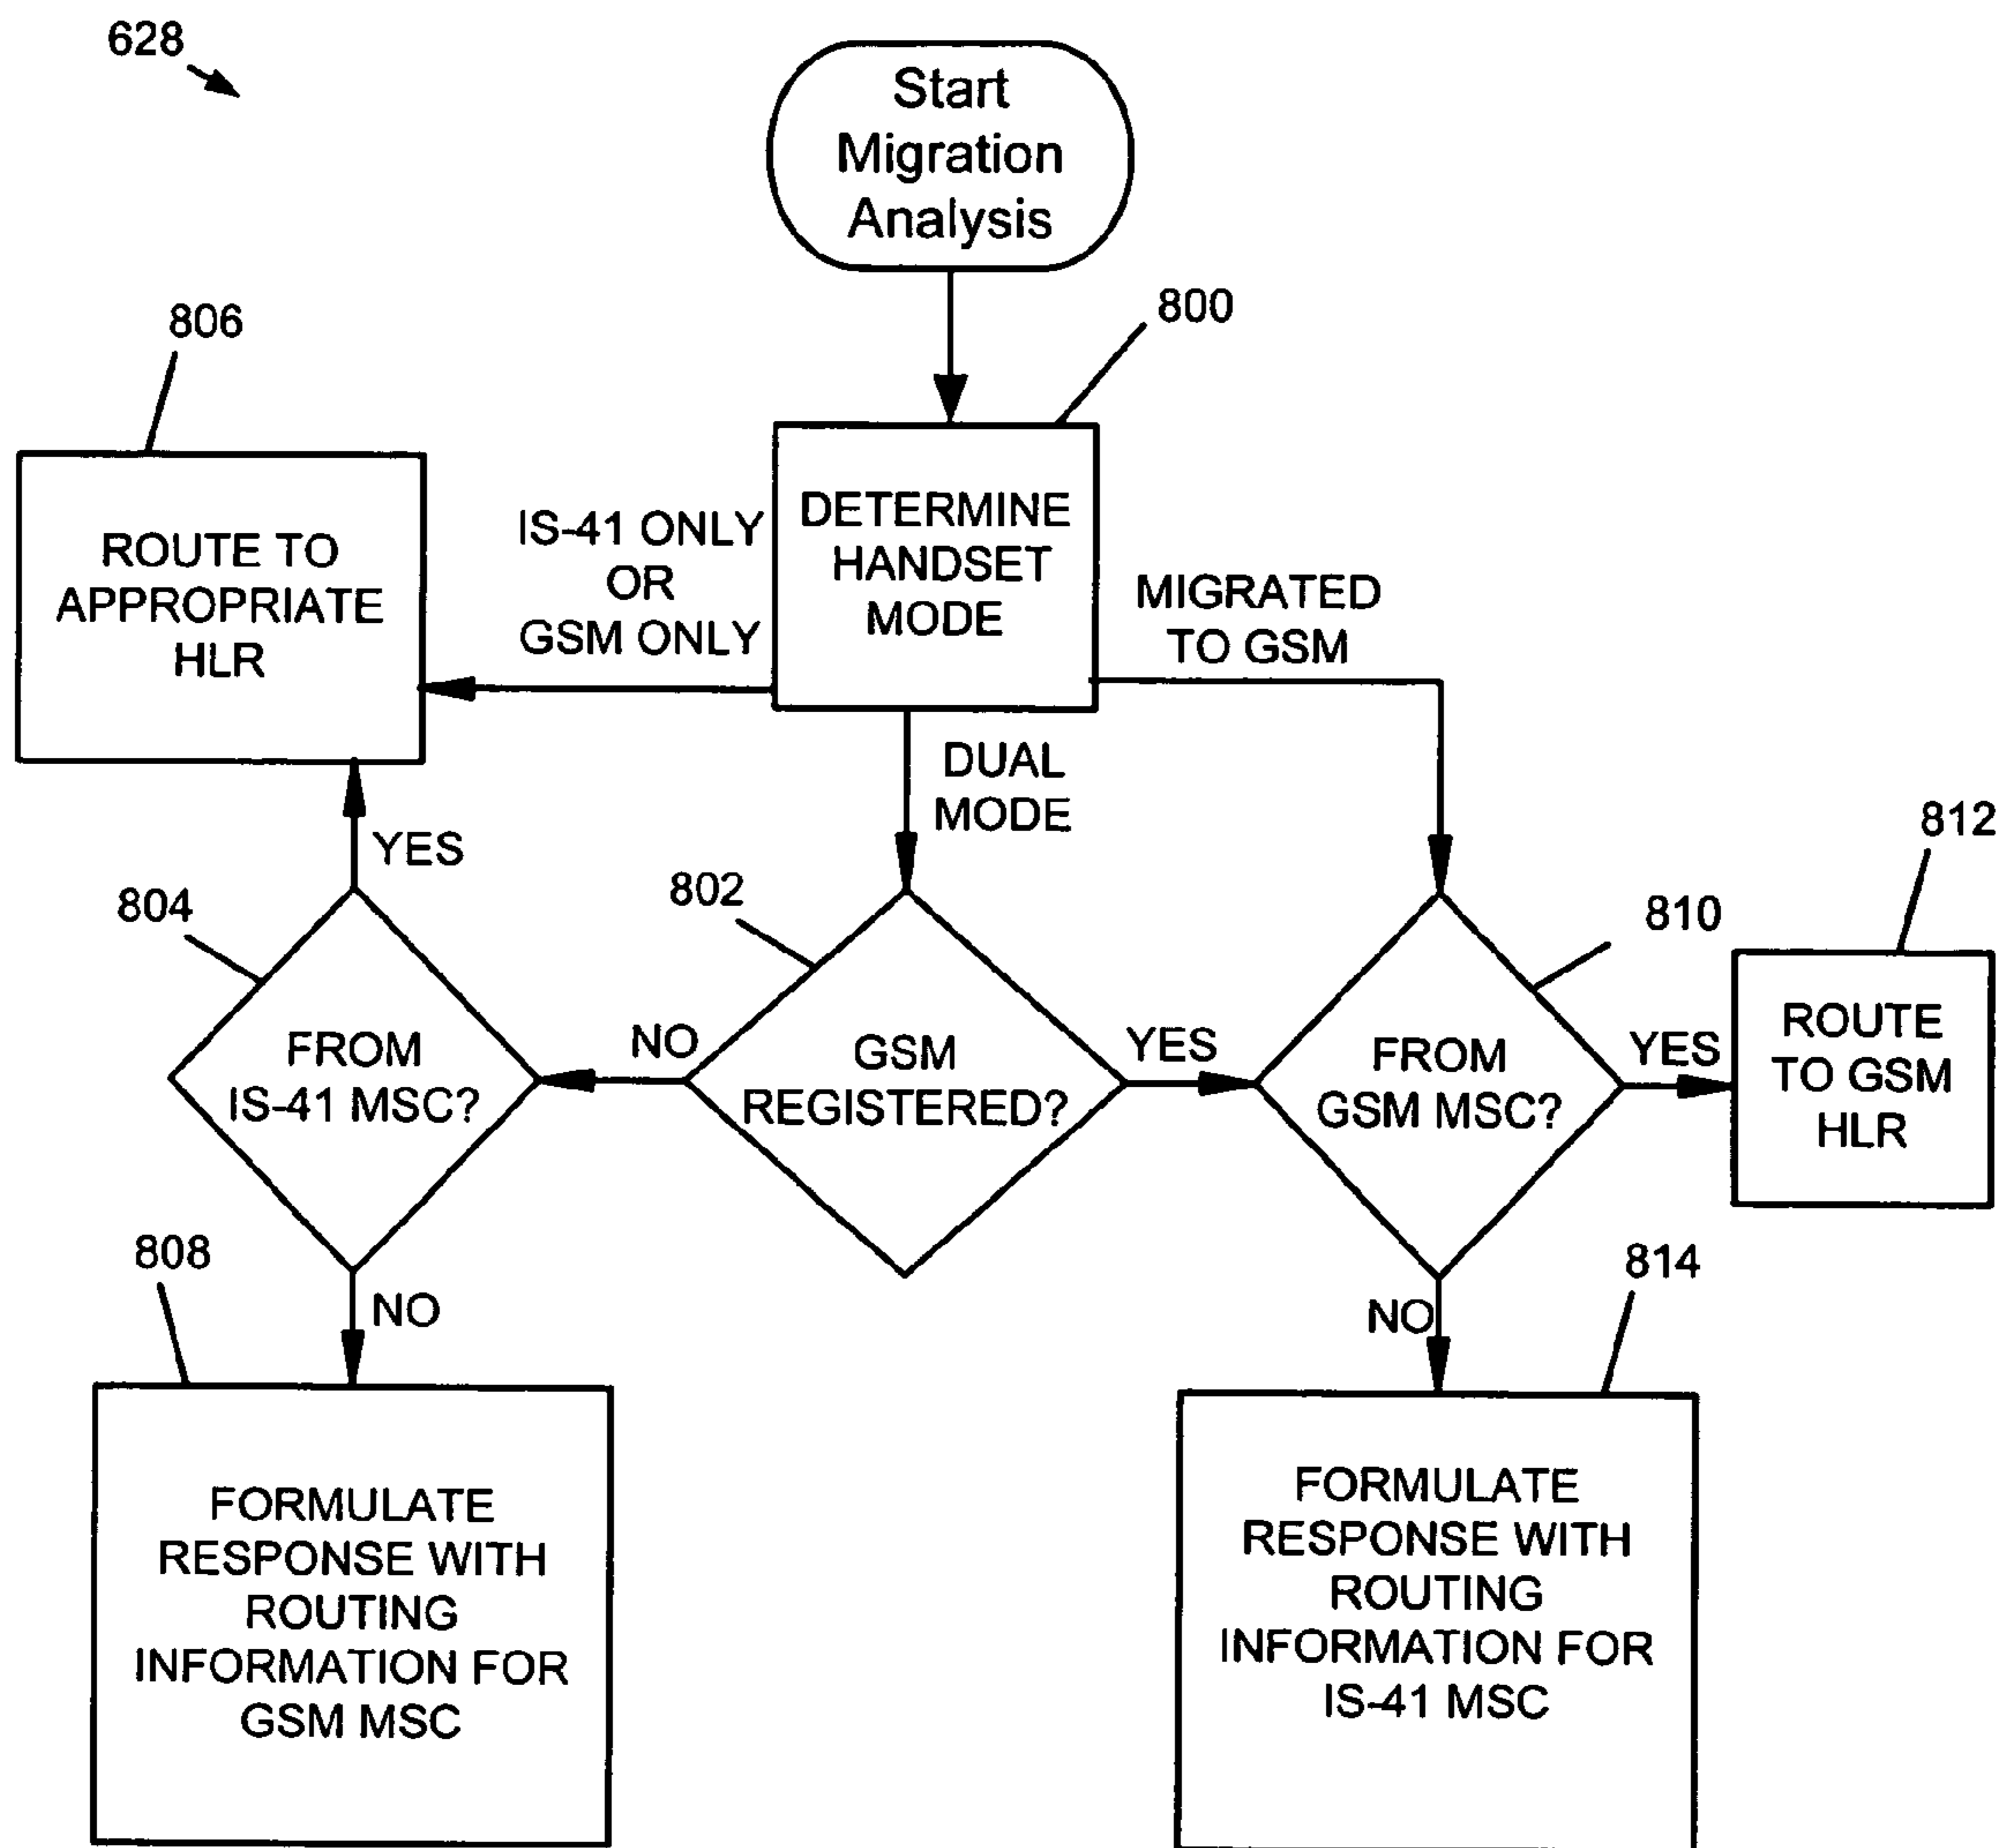 628
Start
Migration
Analysis
800
806
DETERMINE
HANDSET
MODE
IS-41 ONLY
OR
GSM ONLY
ROUTE TO
APPROPRIATE
HLR
MIGRATED
TO GSM
DUAL
MODE
YES
812
804
802
810
FROM
IS-41 MSC?
NO
GSM
REGISTERED?
YES
FROM
GSM MSC?
YES
ROUTE
TO GSM
HLR
808
NO
814
NO
FORMULATE
RESPONSE WITH
ROUTING
INFORMATION FOR
GSM MSC
FORMULATE
RESPONSE WITH
ROUTING
INFORMATION FOR
IS-41 MSC